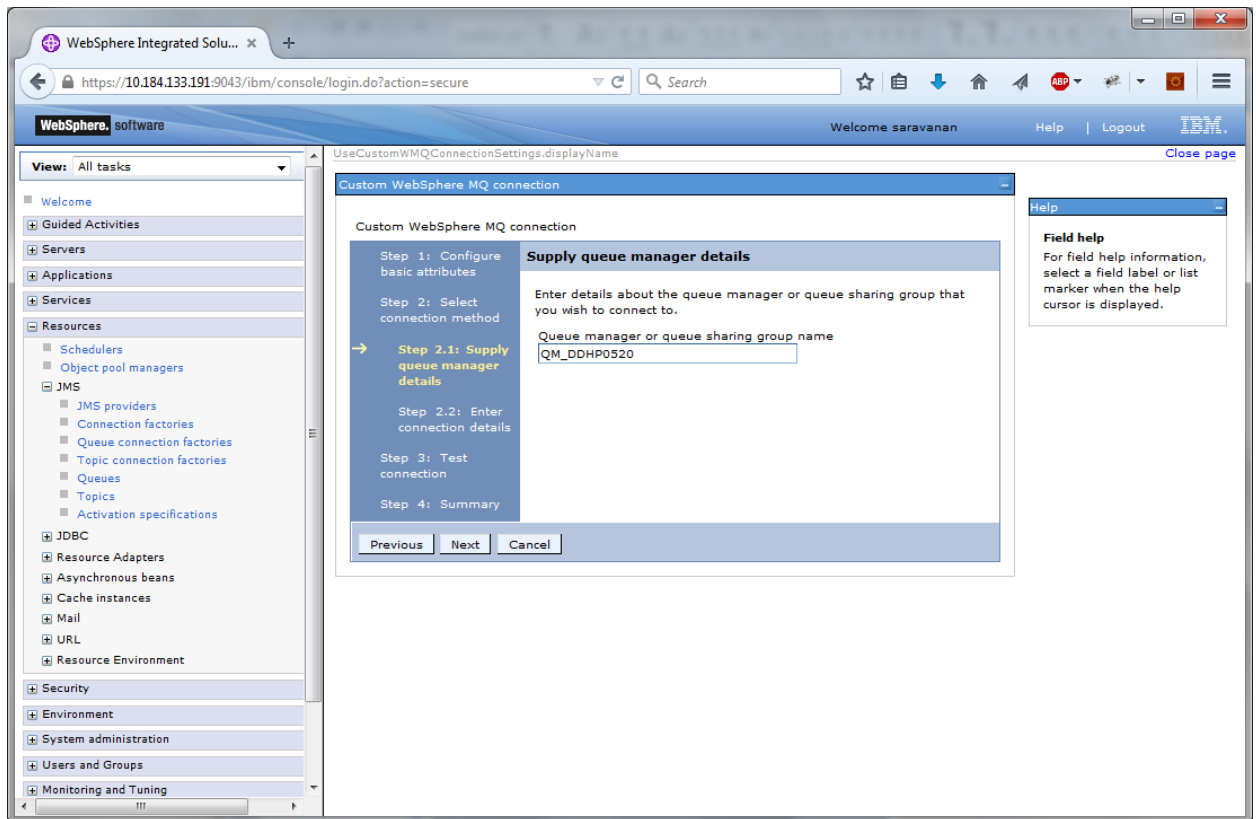 WebSphere Integrated Solu...
https://10.184.133.191:9043/ibm/console/login.do?action=secure
Search
ABP
WebSphere. software
Welcome saravanan
Help | Logout
IBM.
View: All tasks
Welcome
Guided Activities
Servers
Applications
Services
Resources
Schedulers
Object pool managers
JMS
JMS providers
Connection factories
Queue connection factories
Topic connection factories
Queues
Topics
Activation specifications
JDBC
Resource Adapters
Asynchronous beans
Cache instances
Mail
URL
Resource Environment
Security
Environment
System administration
Users and Groups
Monitoring and Tuning
UseCustomWMQConnectionSettings.displayName
Close page
Custom WebSphere MQ connection
Custom WebSphere MQ connection
Step 1: Configure
basic attributes
Step 2: Select
connection method
Step 2.1: Supply
queue manager
details
Step 2.2: Enter
connection details
Step 3: Test
connection
Step 4: Summary
Supply queue manager details
Enter details about the queue manager or queue sharing group that
you wish to connect to.
Queue manager or queue sharing group name
QM_DDHP0520
Previous
Next
Cancel
Help
Field help
For field help information,
select a field label or list
marker when the help
cursor is displayed.